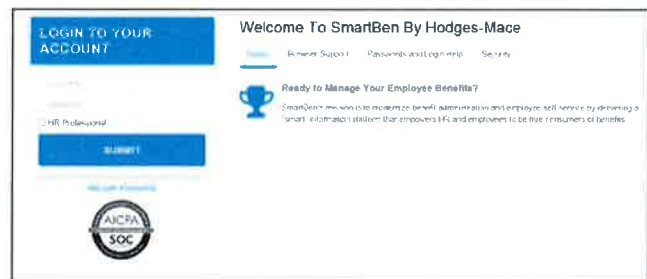 LOGIN TO YOUR
ACCOUNT
HR Professional
SUBMIT
AICPA
SOC
Welcome To SmartBen By Hodges-Mace
Home Browser Support Passwords and Login Help Security
Ready to Manage Your Employee Benefits?
SmartBen's mission is to modernize benefit administration and employee self service by delivering a
"smart" information platform that empowers HR and employees to be true consumers of benefits